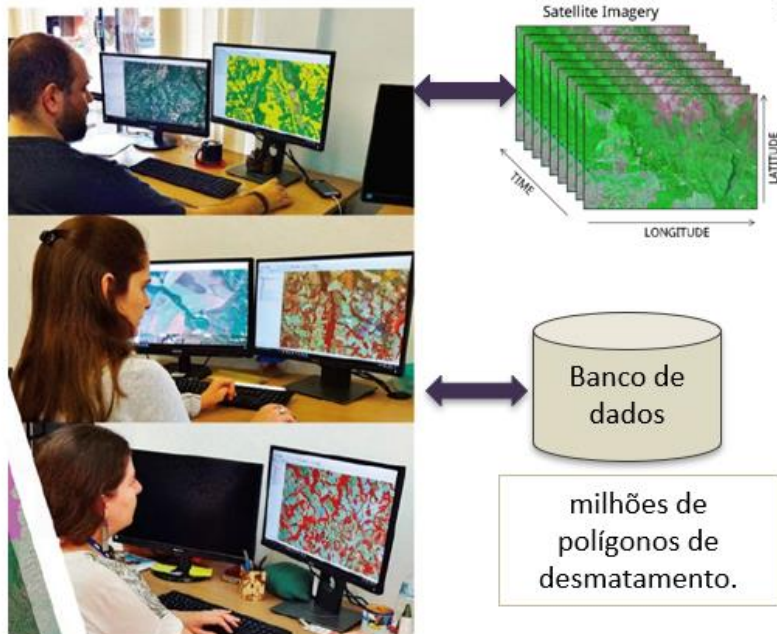 Satellite Imagery
TIME
LATITUDE
LONGITUDE
Banco de
dados
milhões de
polígonos de
desmatamento.